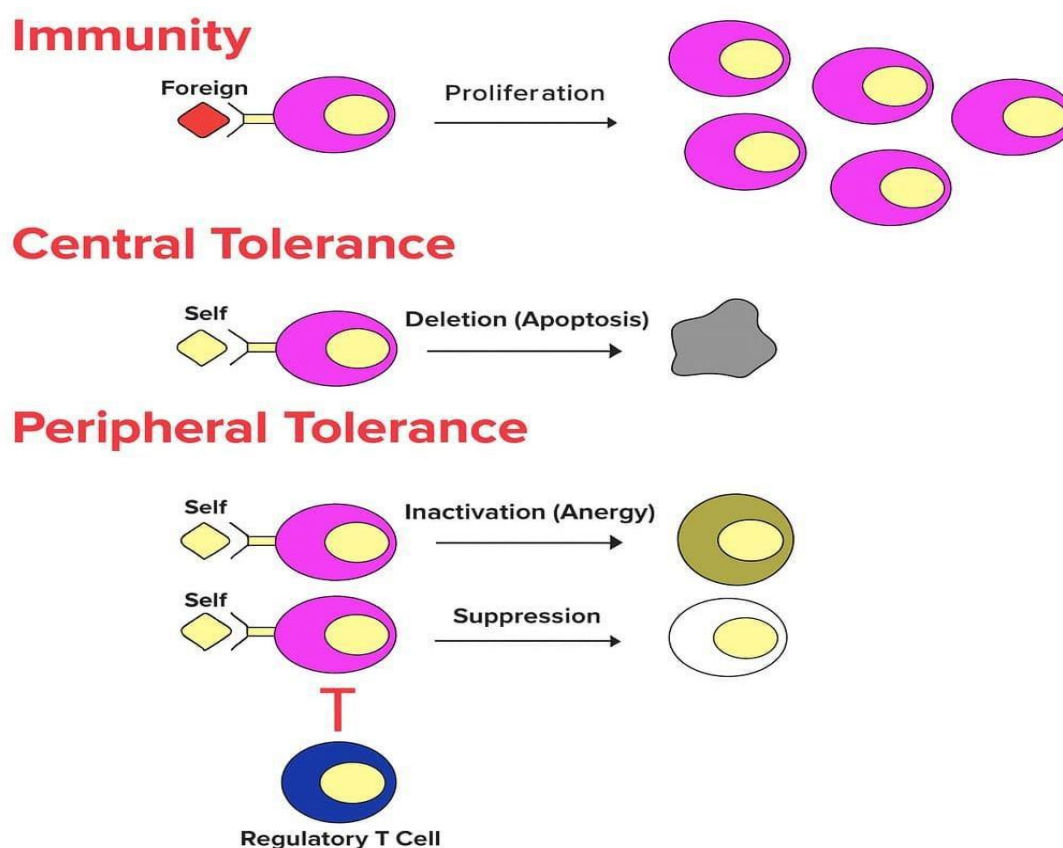 Immunity
Foreign
Proliferation
Central Tolerance
Self
Deletion (Apoptosis)
Peripheral Tolerance
Self
Inactivation (Anergy)
Self
Suppression
Regulatory T Cell